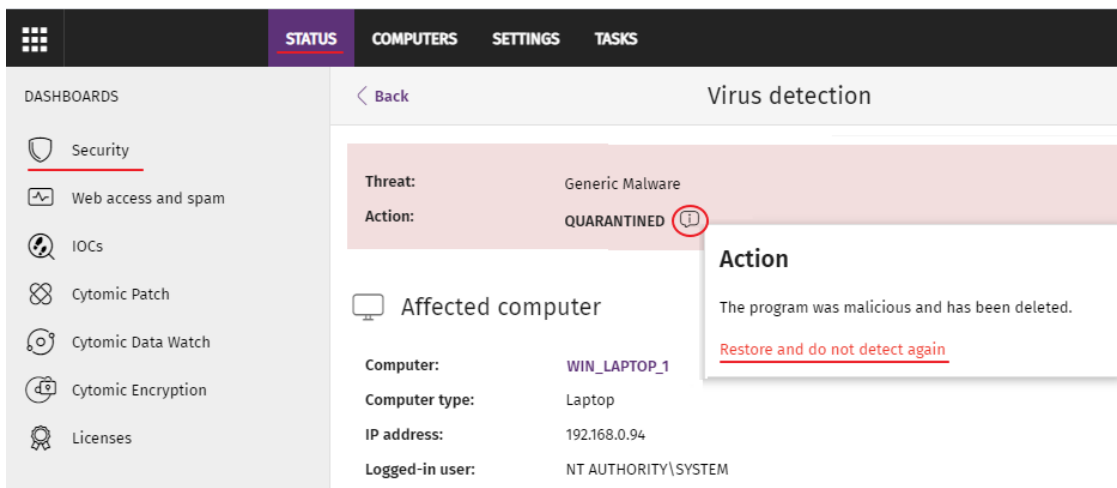 STATUS COMPUTERS SETTINGS TASKS
DASHBOARDS
Security
Web access and spam
IOCs
Cytomic Patch
Cytomic Data Watch
Cytomic Encryption
Licenses
Back
Virus detection
Threat: Generic Malware
Action: QUARANTINED
Action
The program was malicious and has been deleted.
Restore and do not detect again
Affected computer
Computer: WIN_LAPTOP_1
Computer type: Laptop
IP address: 192.168.0.94
Logged-in user: NT AUTHORITY\SYSTEM